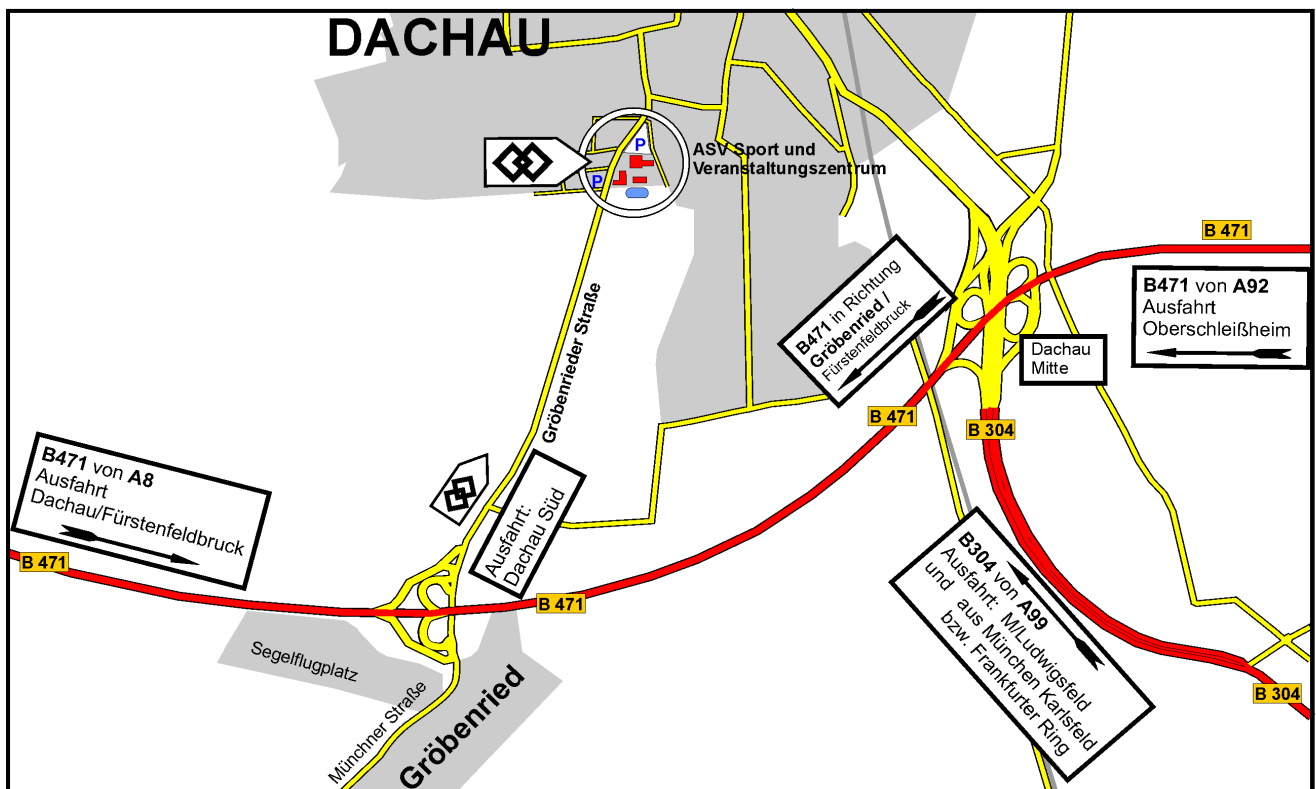 DACHAU
P
P
ASV Sport und
Veranstaltungszentrum
B 471
B471 von A92
Ausfahrt
Oberschleißheim
B471 in Richtung
Gröbenried /
Fürstenfeldbruck
Dachau
Mitte
Gröbenrieder Straße
B 471
B 304
B471 von A8
Ausfahrt
Dachau/Fürstenfeldbruck
B 471
Ausfahrt:
Dachau Süd
B 471
B304 von A99
Ausfahrt: M/Ludwigsfeld
und aus München Karlsfeld
bzw. Frankfurter Ring
Segelflugplatz
Münchner Straße
Gröbenried
B 304